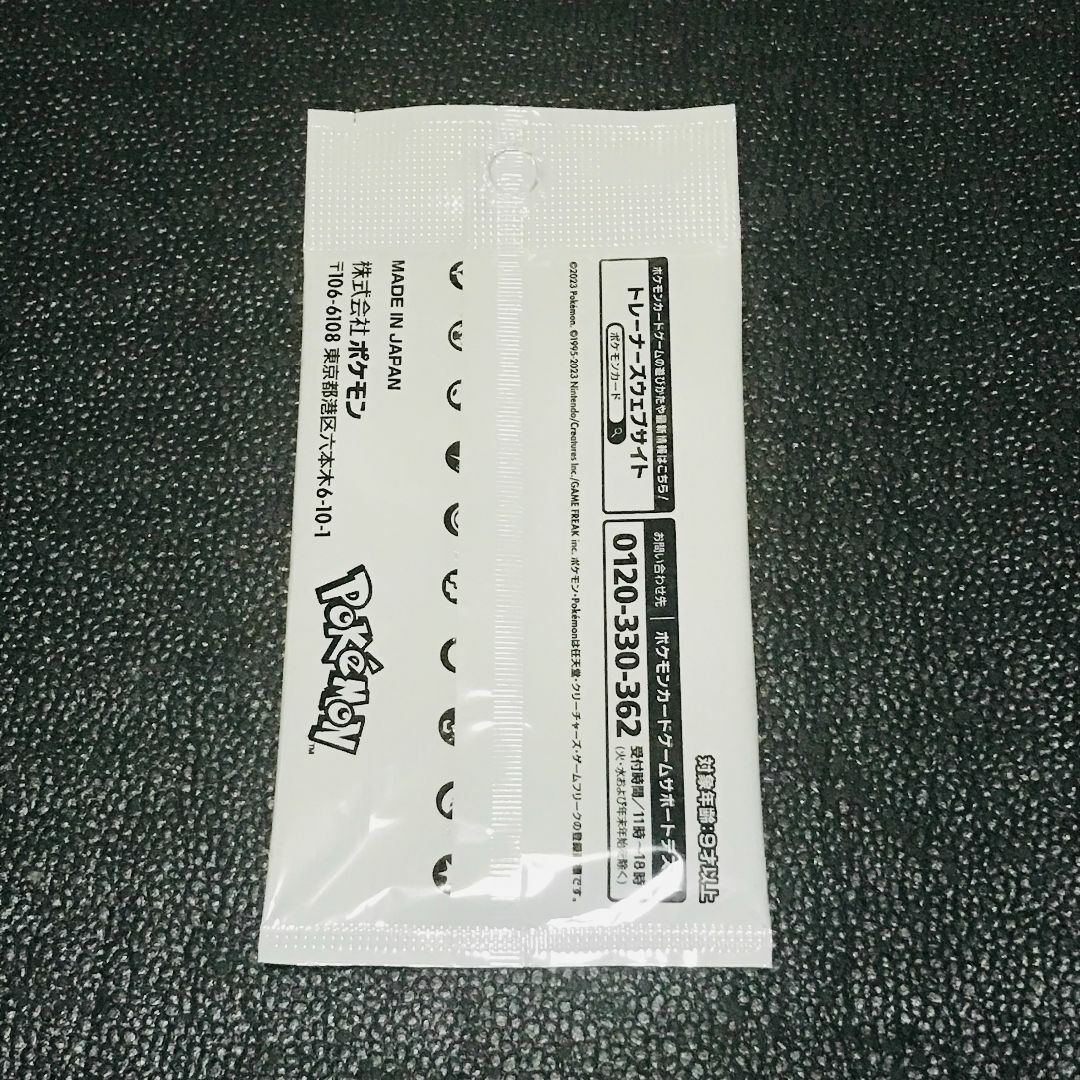 対象年齢:9才以上
ポケモンカードゲームの遊びかたや最新情報はこちら!
トレーナーズウェブサイト
ポケモンカード
お問い合わせ先 ポケモンカードゲームサポートデスク
0120-330-362
受付時間/11時~18時
(火・水および年末年始を除く)
©2023 Pokémon. ©1995-2023 Nintendo/Creatures Inc./GAME FREAK inc. ポケモン・Pokémonは任天堂・クリーチャーズ・ゲームフリークの登録商標です。
MADE IN JAPAN
株式会社 ポケモン
〒106-6108 東京都港区六本木6-10-1
POKéMON
TM